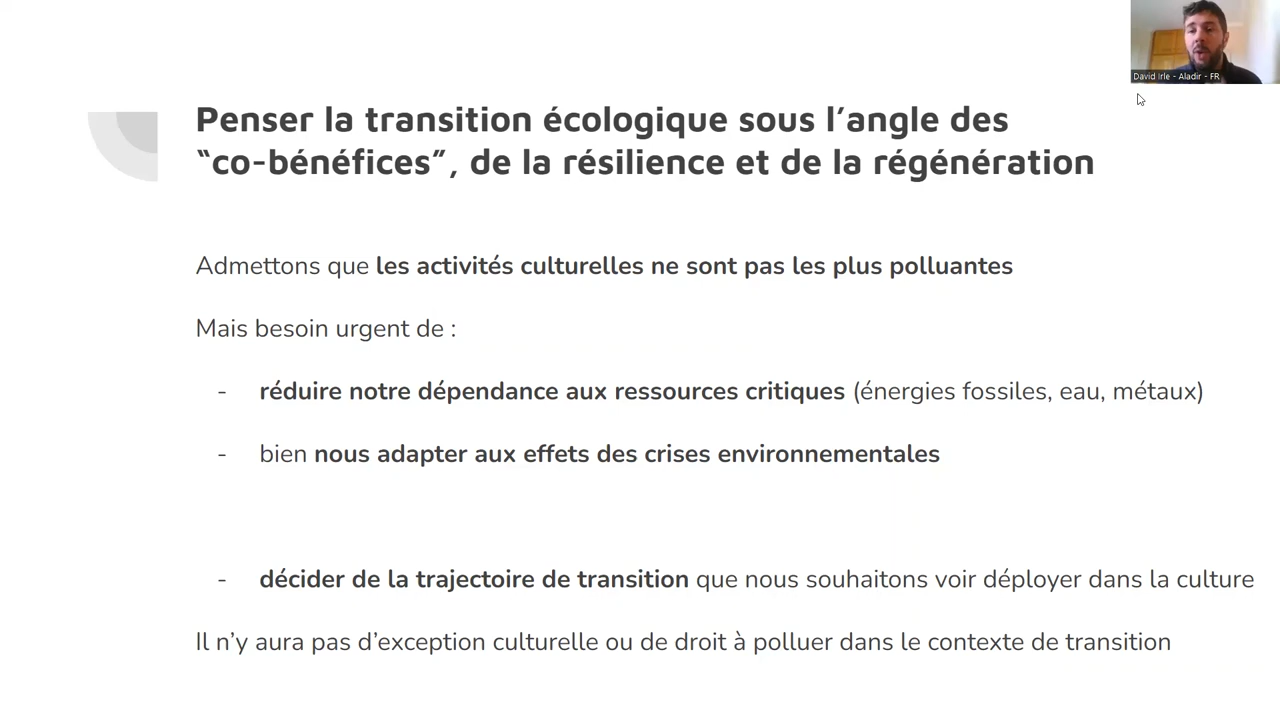 David Irle - Aladir - FR
Penser la transition écologique sous l’angle des
“co-bénéfices”, de la résilience et de la régénération
Admettons que les activités culturelles ne sont pas les plus polluantes
Mais besoin urgent de :
- réduire notre dépendance aux ressources critiques (énergies fossiles, eau, métaux)
- bien nous adapter aux effets des crises environnementales
- décider de la trajectoire de transition que nous souhaitons voir déployer dans la culture
Il n’y aura pas d’exception culturelle ou de droit à polluer dans le contexte de transition